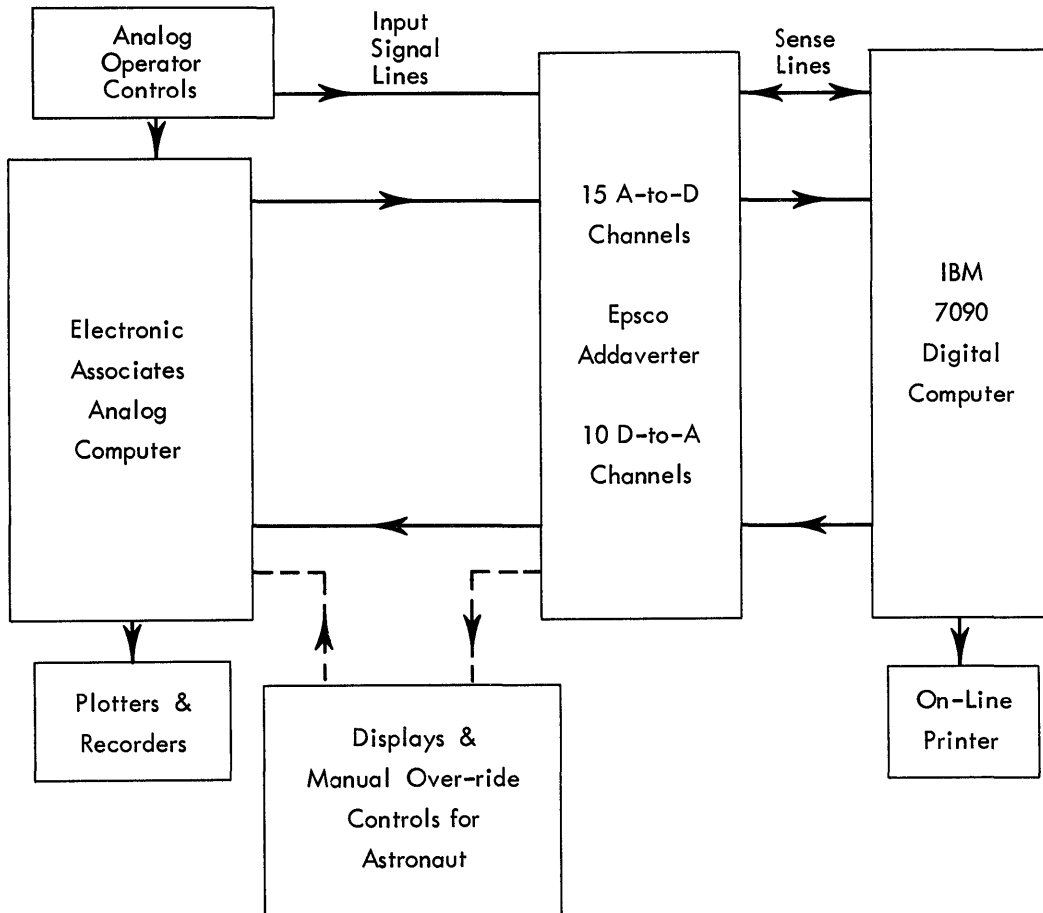 Analog
Operator
Controls
Input
Signal
Lines
Sense
Lines
Electronic
Associates
Analog
Computer
15 A-to-D
Channels
Epsco
Addaverter
10 D-to-A
Channels
IBM
7090
Digital
Computer
Plotters &
Recorders
Displays &
Manual Over-ride
Controls for
Astronaut
On-Line
Printer